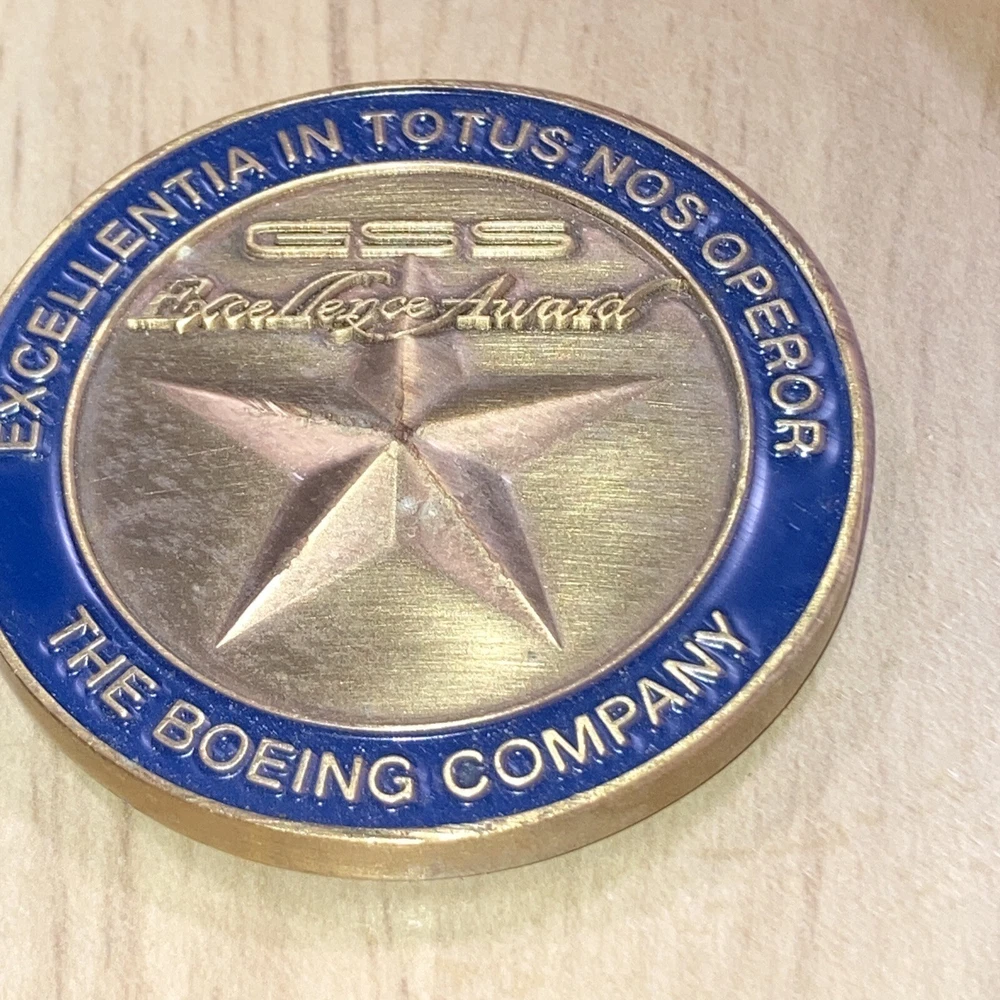 EXCELLENTIA IN TOTUS NOS OPEROR
GSS
Excellence Award
THE BOEING COMPANY